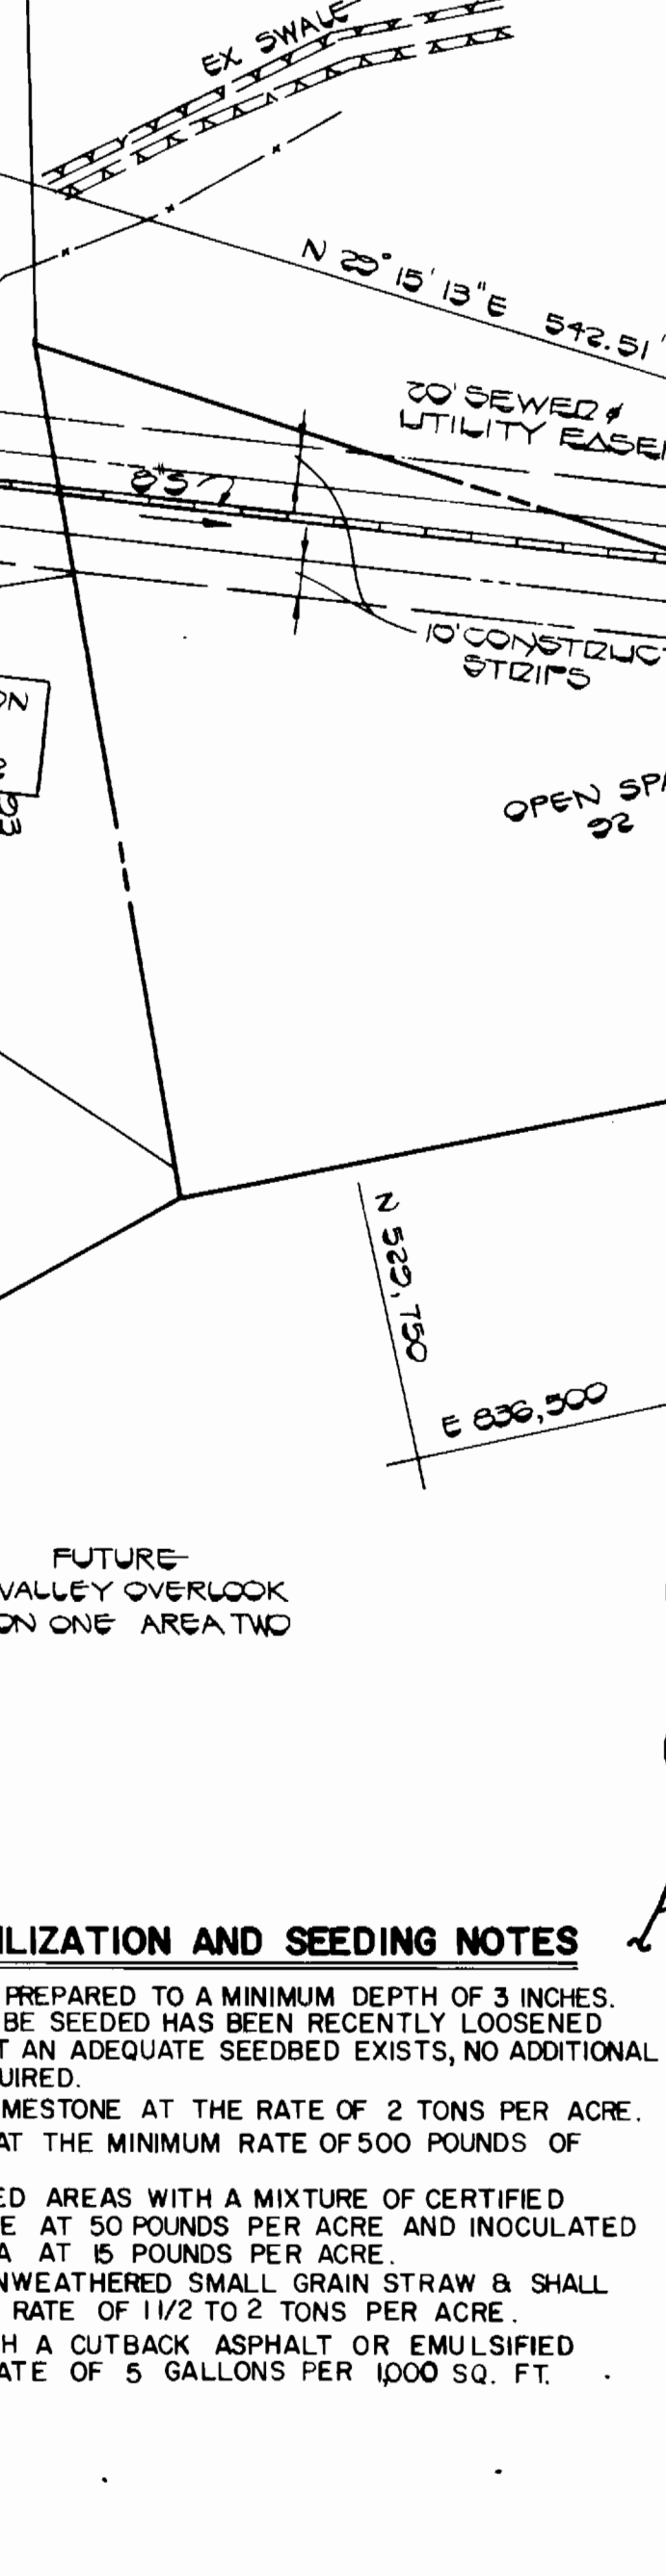 EX SWALE
N 29° 15' 13" E 542.51'
20' SEWER &
UTILITY
8" S
10' CONSTRUCT
STRIPS
ON
23
OPEN SPA
92
N 529,750
E 836,500
FUTURE
VALLEY OVERLOOK
ON ONE AREA TWO
ILIZATION AND SEEDING NOTES
PREPARED TO A MINIMUM DEPTH OF 3 INCHES.
BE SEEDED HAS BEEN RECENTLY LOOSENED
T AN ADEQUATE SEEDBED EXISTS, NO ADDITIONAL
UIRED.
MESTONE AT THE RATE OF 2 TONS PER ACRE.
AT THE MINIMUM RATE OF 500 POUNDS OF
ED AREAS WITH A MIXTURE OF CERTIFIED
E AT 50 POUNDS PER ACRE AND INOCULATED
A AT 15 POUNDS PER ACRE.
NWEATHERED SMALL GRAIN STRAW & SHALL
RATE OF 1 1/2 TO 2 TONS PER ACRE.
H A CUTBACK ASPHALT OR EMULSIFIED
ATE OF 5 GALLONS PER 1,000 SQ. FT.